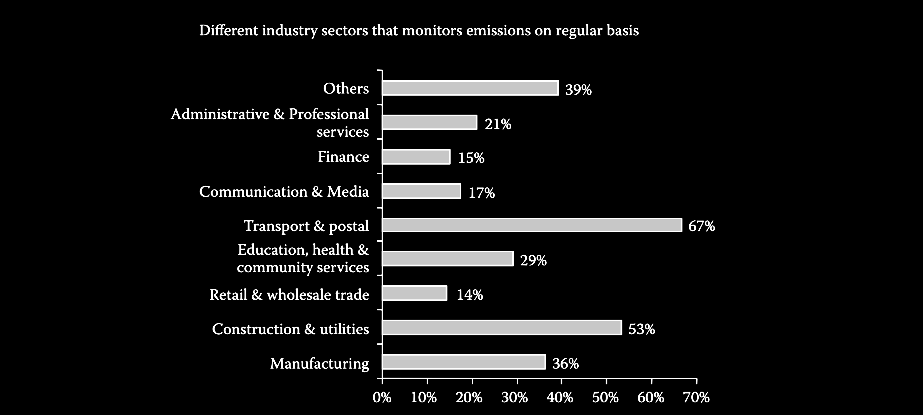 Different industry sectors that monitors emissions on regular basis
Others
39%
Administrative & Professional
services
21%
Finance
15%
Communication & Media
17%
Transport & postal
67%
Education, health &
community services
29%
Retail & wholesale trade
14%
Construction & utilities
53%
Manufacturing
36%
0% 10% 20% 30% 40% 50% 60% 70%